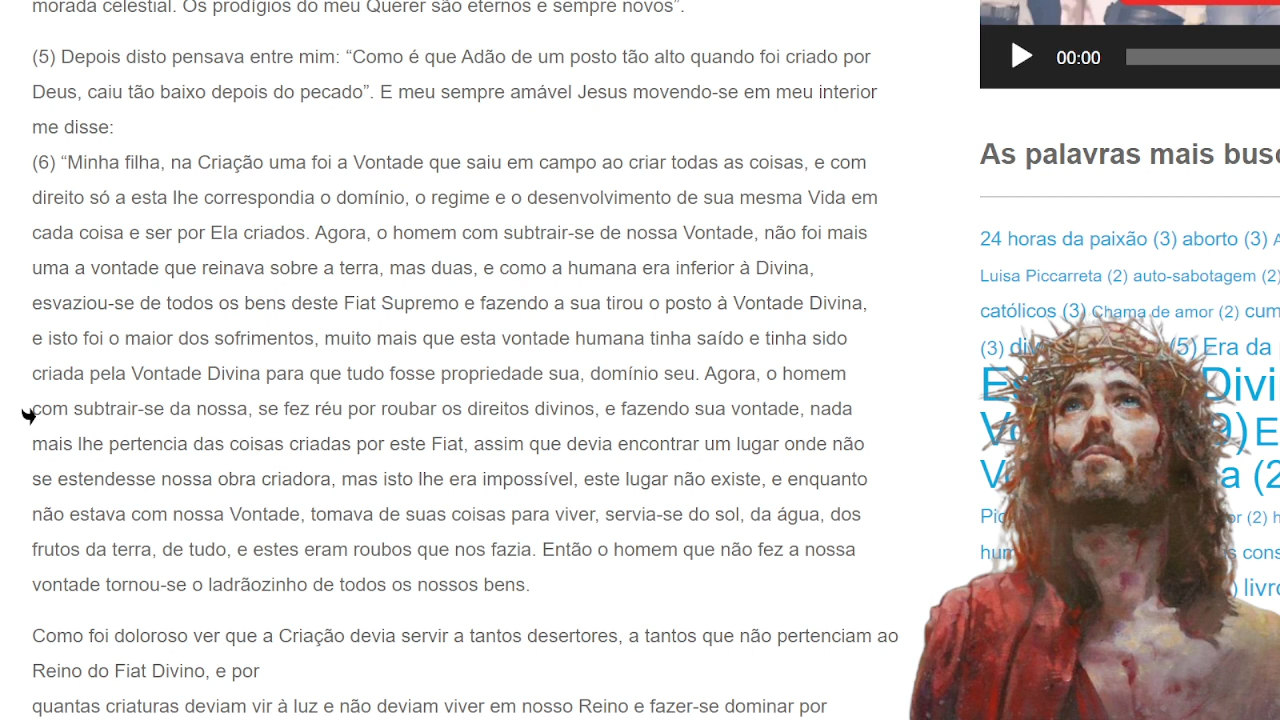 morada celestial. Os prodígios do meu Querer são eternos e sempre novos”.
(5) Depois disto pensava entre mim: “Como é que Adão de um posto tão alto quando foi criado por
Deus, caiu tão baixo depois do pecado”. E meu sempre amável Jesus movendo-se em meu interior
me disse:
(6) “Minha filha, na Criação uma foi a Vontade que saiu em campo ao criar todas as coisas, e com
direito só a esta lhe correspondia o domínio, o regime e o desenvolvimento de sua mesma Vida em
cada coisa e ser por Ela criados. Agora, o homem com subtrair-se de nossa Vontade, não foi mais
uma a vontade que reinava sobre a terra, mas duas, e como a humana era inferior à Divina,
esvaziou-se de todos os bens deste Fiat Supremo e fazendo a sua tirou o posto à Vontade Divina,
e isto foi o maior dos sofrimentos, muito mais que esta vontade humana tinha saído e tinha sido
criada pela Vontade Divina para que tudo fosse propriedade sua, domínio seu. Agora, o homem
com subtrair-se da nossa, se fez réu por roubar os direitos divinos, e fazendo sua vontade, nada
mais lhe pertencia das coisas criadas por este Fiat, assim que devia encontrar um lugar onde não
se estendesse nossa obra criadora, mas isto lhe era impossível, este lugar não existe, e enquanto
não estava com nossa Vontade, tomava de suas coisas para viver, servia-se do sol, da água, dos
frutos da terra, de tudo, e estes eram roubos que nos fazia. Então o homem que não fez a nossa
vontade tornou-se o ladrãozinho de todos os nossos bens.
Como foi doloroso ver que a Criação devia servir a tantos desertores, a tantos que não pertenciam ao
Reino do Fiat Divino, e por
quantas criaturas deviam vir à luz e não deviam viver em nosso Reino e fazer-se dominar por
00:00
As palavras mais
24 horas da paixão (3) aborto (3)
Luisa Piccarreta (2) auto-sabotagem (2)
católicos (3) Chama de amor (2)
(3) (5) Era da